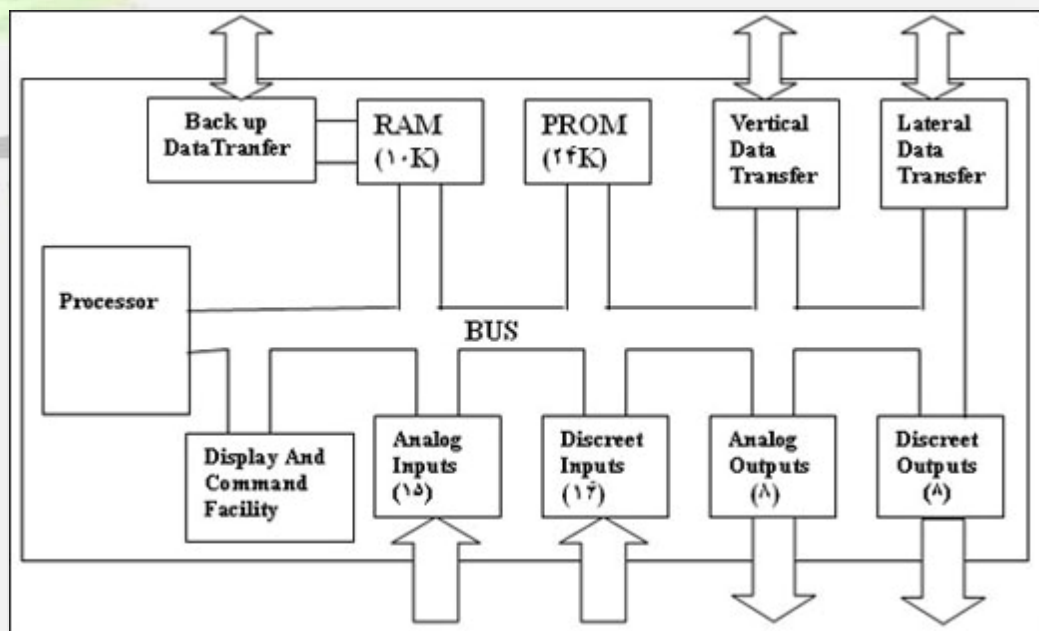 Back up
DataTranfer
RAM
(۱۰K)
PROM
(۲۴K)
Vertical
Data
Transfer
Lateral
Data
Transfer
Processor
BUS
Display And
Command
Facility
Analog
Inputs
(۱۵)
Discreet
Inputs
(۱۴)
Analog
Outputs
(۸)
Discreet
Outputs
(۸)